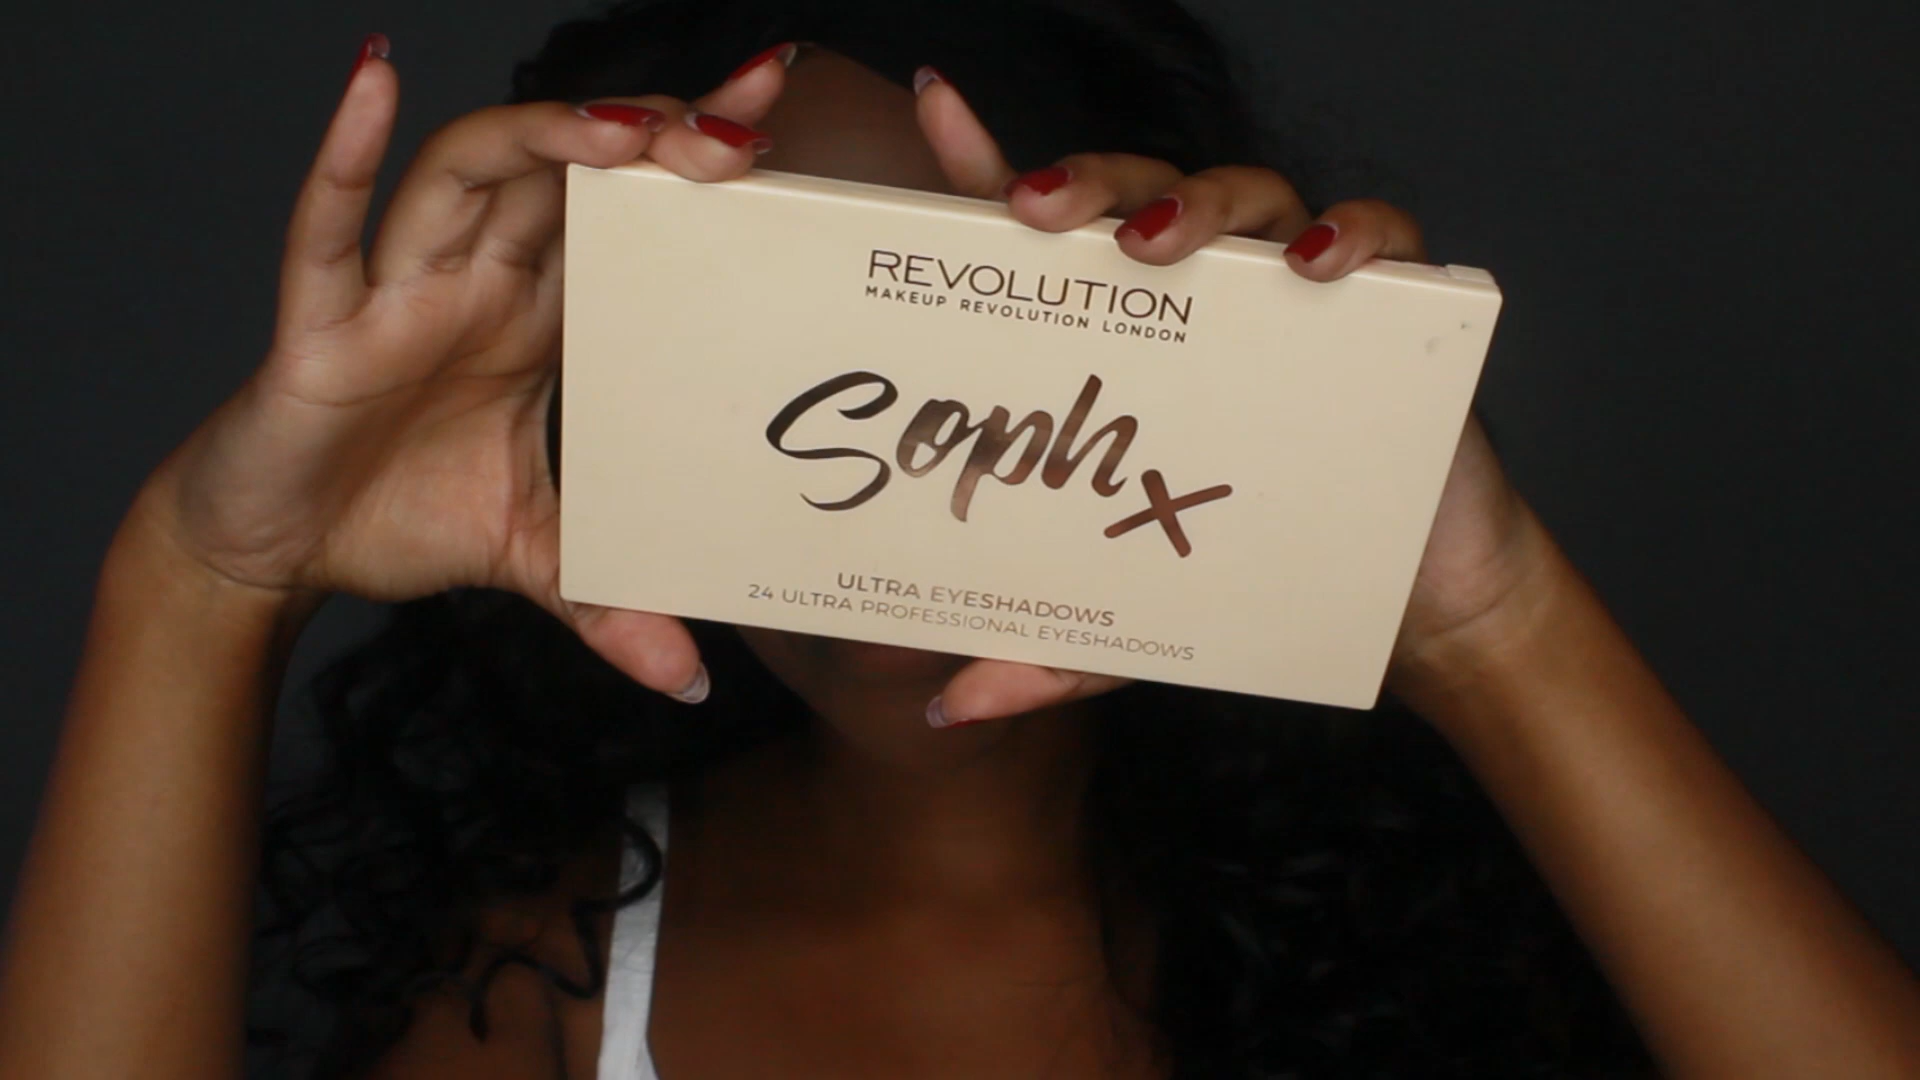 REVOLUTION
MAKEUP REVOLUTION LONDON
Soph x
ULTRA EYESHADOWS
24 ULTRA PROFESSIONAL EYESHADOWS